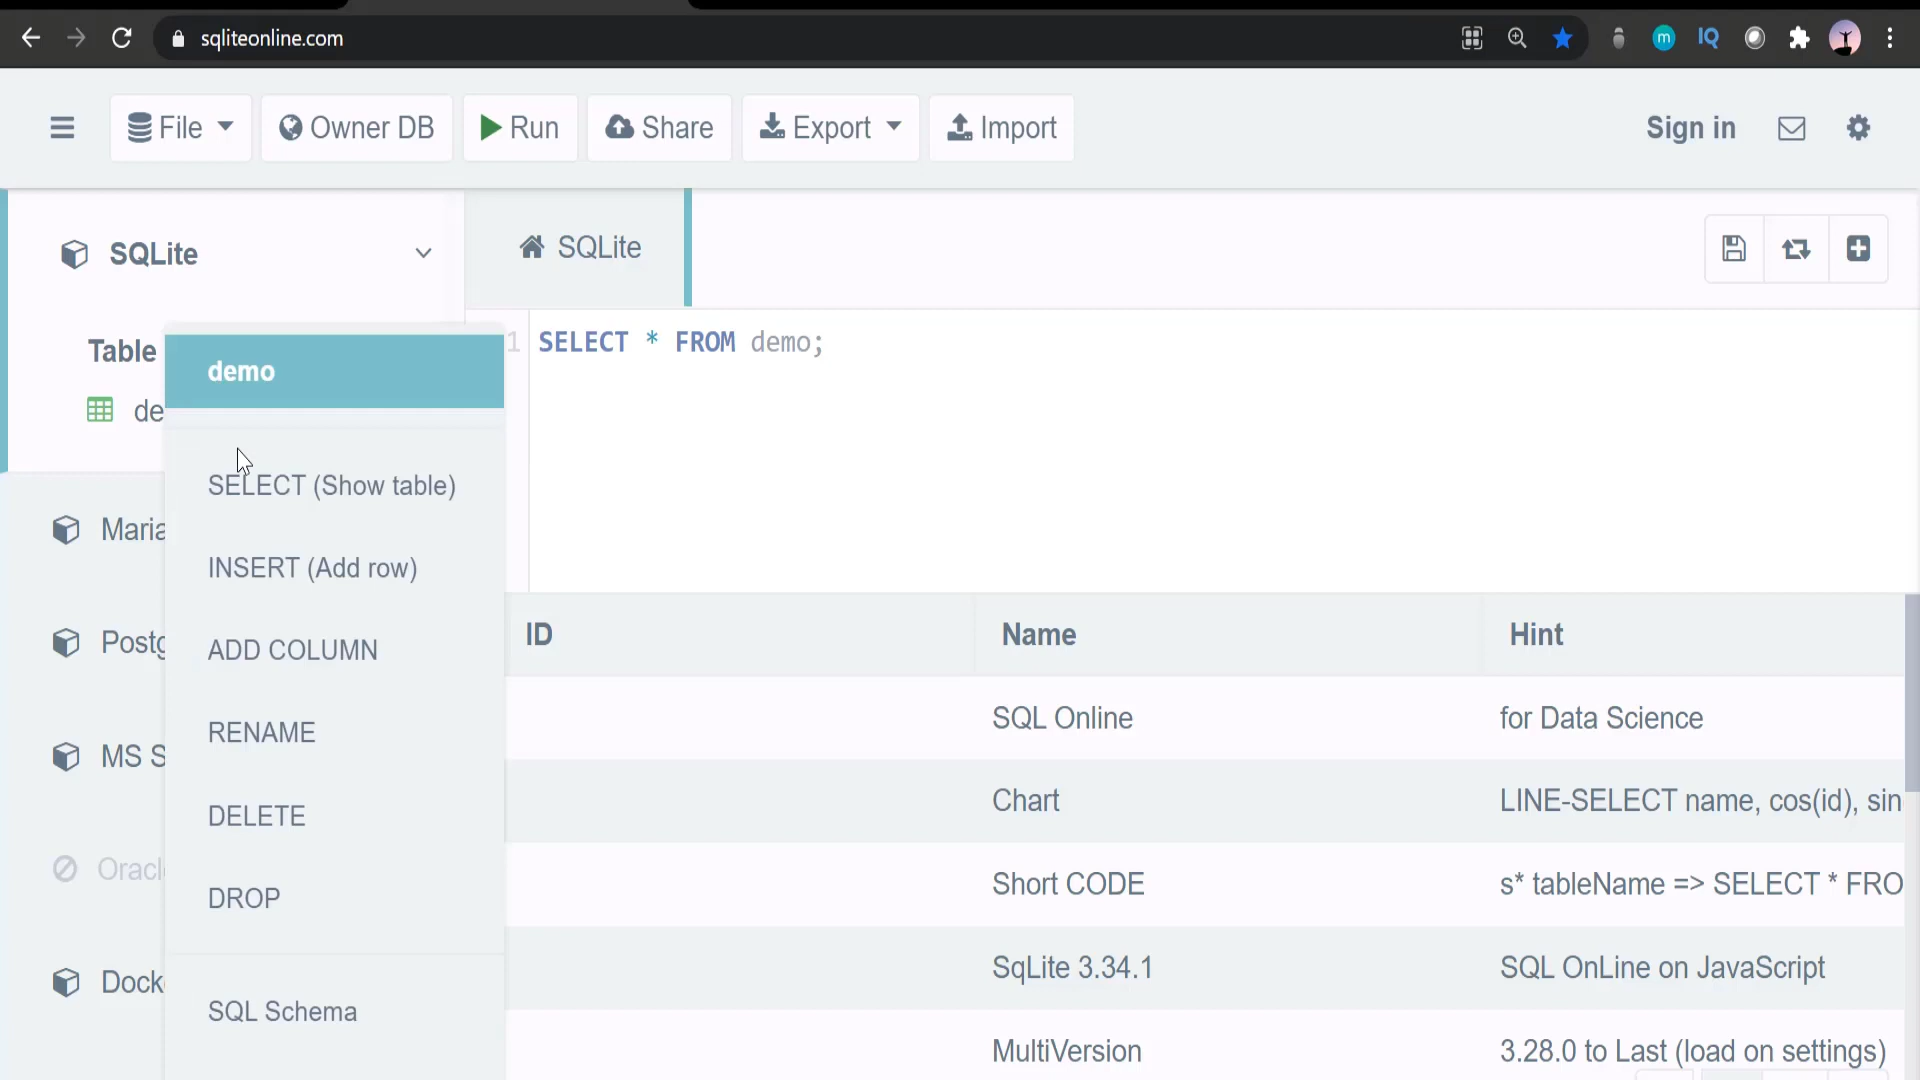 sqliteonline.com
m
IQ
File
Owner DB
Run
Share
Export
Import
Sign in
SQLite
SQLite
Table
de
demo
SELECT (Show table)
INSERT (Add row)
ADD COLUMN
RENAME
DELETE
DROP
SQL Schema
Maria
Postg
MS S
Oracl
Dock
1 SELECT * FROM demo;
ID Name Hint
SQL Online for Data Science
Chart LINE-SELECT name, cos(id), sin
Short CODE s* tableName => SELECT * FRO
SqLite 3.34.1 SQL OnLine on JavaScript
MultiVersion 3.28.0 to Last (load on settings)